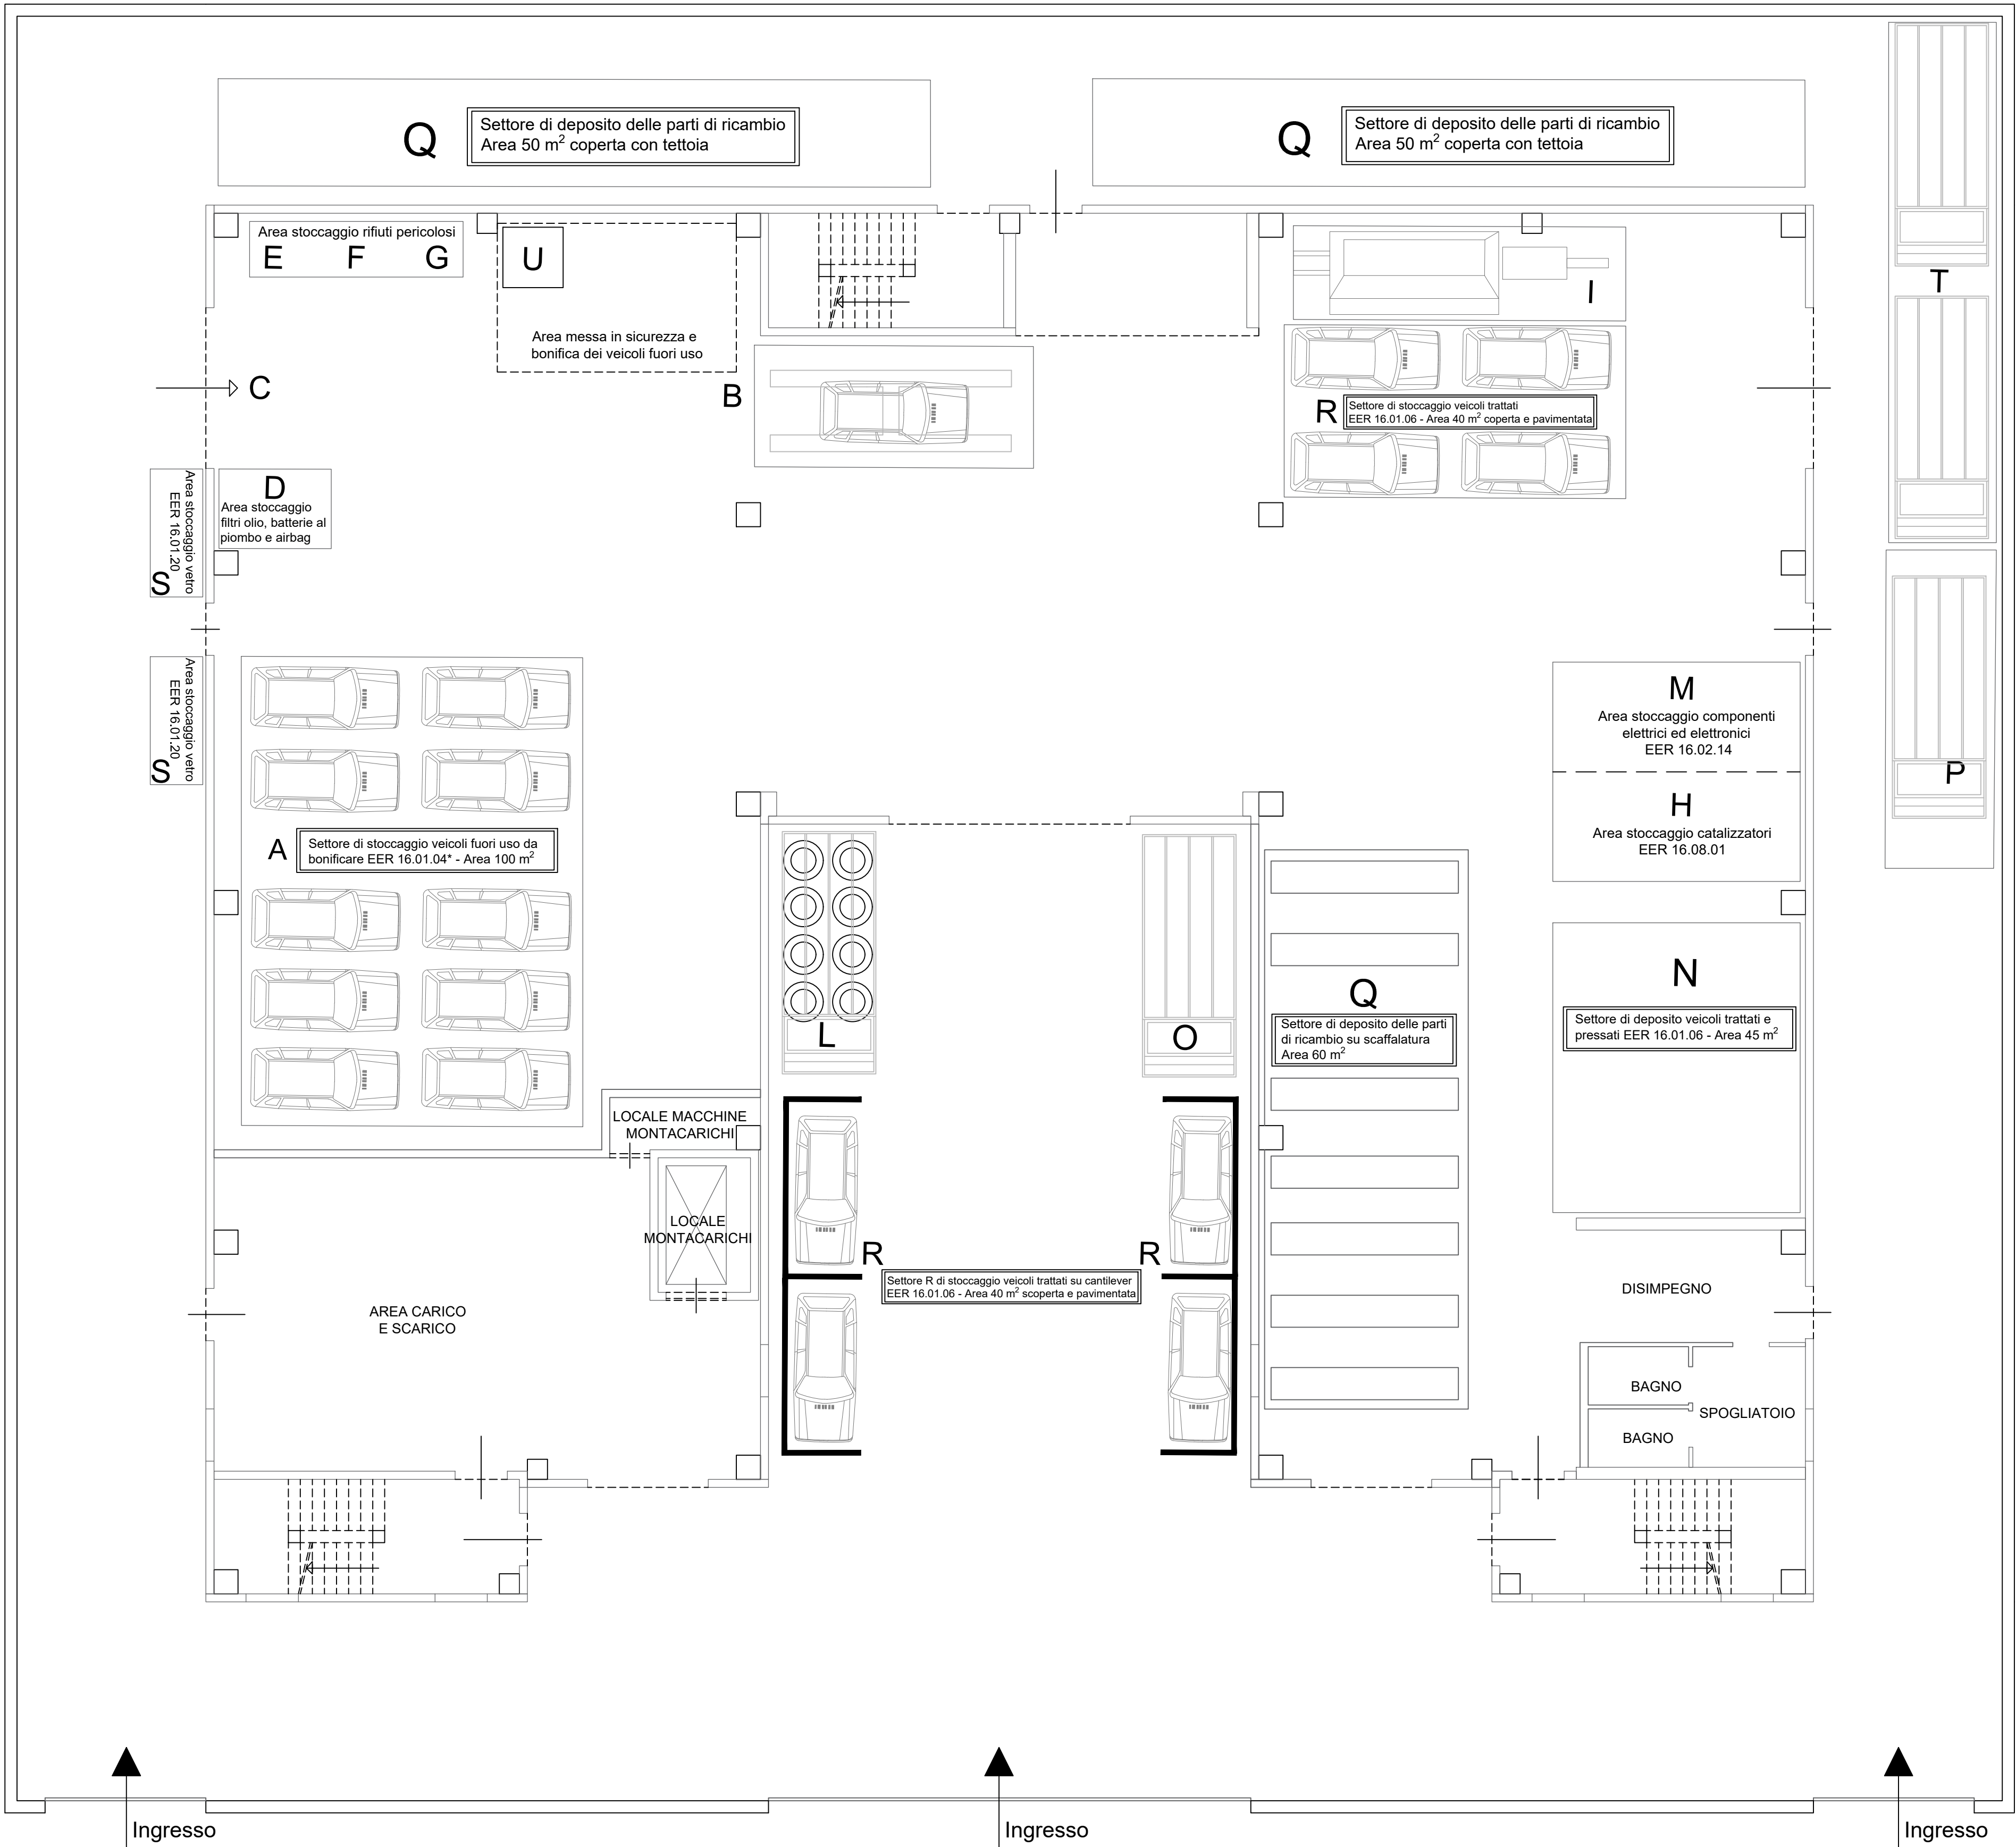 Q
Settore di deposito delle parti di ricambio
Area 50 m² coperta con tettoia
Q
Settore di deposito delle parti di ricambio
Area 50 m² coperta con tettoia
T
Area stoccaggio rifiuti pericolosi
E F G
U
Area messa in sicurezza e
bonifica dei veicoli fuori uso
C
B
I
R
Settore di stoccaggio veicoli trattati
EER 16.01.06 - Area 40 m² coperta e pavimentata
Area stoccaggio vetro
EER 16.01.20
S
D
Area stoccaggio
filtri olio, batterie al
piombo e airbag
Area stoccaggio vetro
EER 16.01.20
S
M
Area stoccaggio componenti
elettrici ed elettronici
EER 16.02.14
P
H
Area stoccaggio catalizzatori
EER 16.08.01
A
Settore di stoccaggio veicoli fuori uso da
bonificare EER 16.01.04* - Area 100 m²
L
O
Q
Settore di deposito delle parti
di ricambio su scaffalatura
Area 60 m²
N
Settore di deposito veicoli trattati e
pressati EER 16.01.06 - Area 45 m²
LOCALE MACCHINE
MONTACARICHI
LOCALE
MONTACARICHI
R
R
Settore R di stoccaggio veicoli trattati su cantilever
EER 16.01.06 - Area 40 m² scoperta e pavimentata
AREA CARICO
E SCARICO
DISIMPEGNO
BAGNO
SPOGLIATOIO
BAGNO
Ingresso
Ingresso
Ingresso